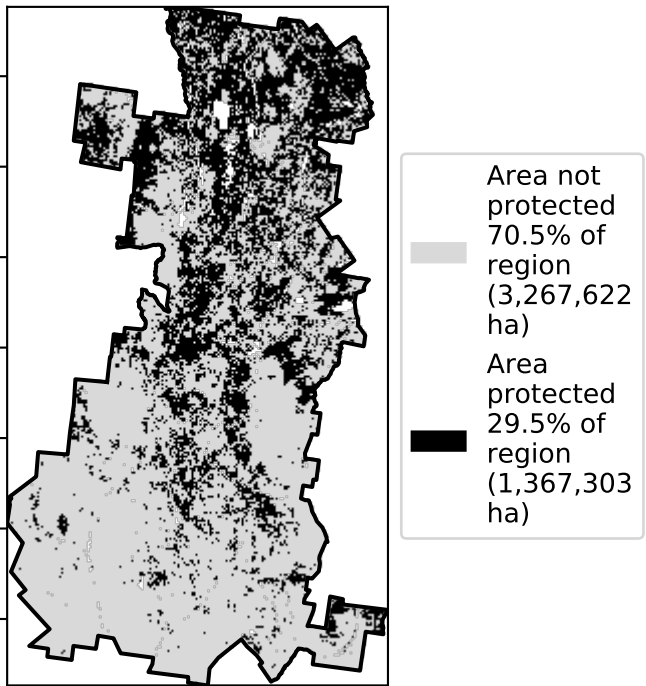 Area not
protected
70.5% of
region
(3,267,622
ha)
Area
protected
29.5% of
region
(1,367,303
ha)